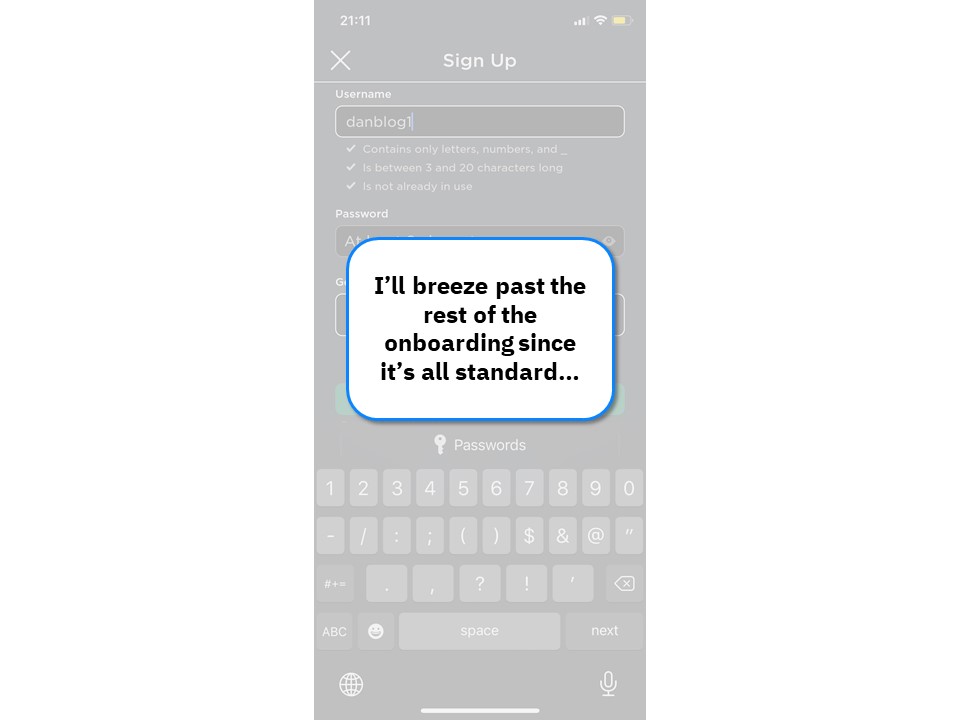 21:11
Sign Up
Username
danblog1
Contains only letters, numbers, and _
Is between 3 and 20 characters long
Is not already in use
Password
I’ll breeze past the
rest of the
onboarding since
it’s all standard…
Passwords
1 2 3 4 5 6 7 8 9 0
- / : ; ( ) $ & @ "
#+= . , ? ! '
ABC space next